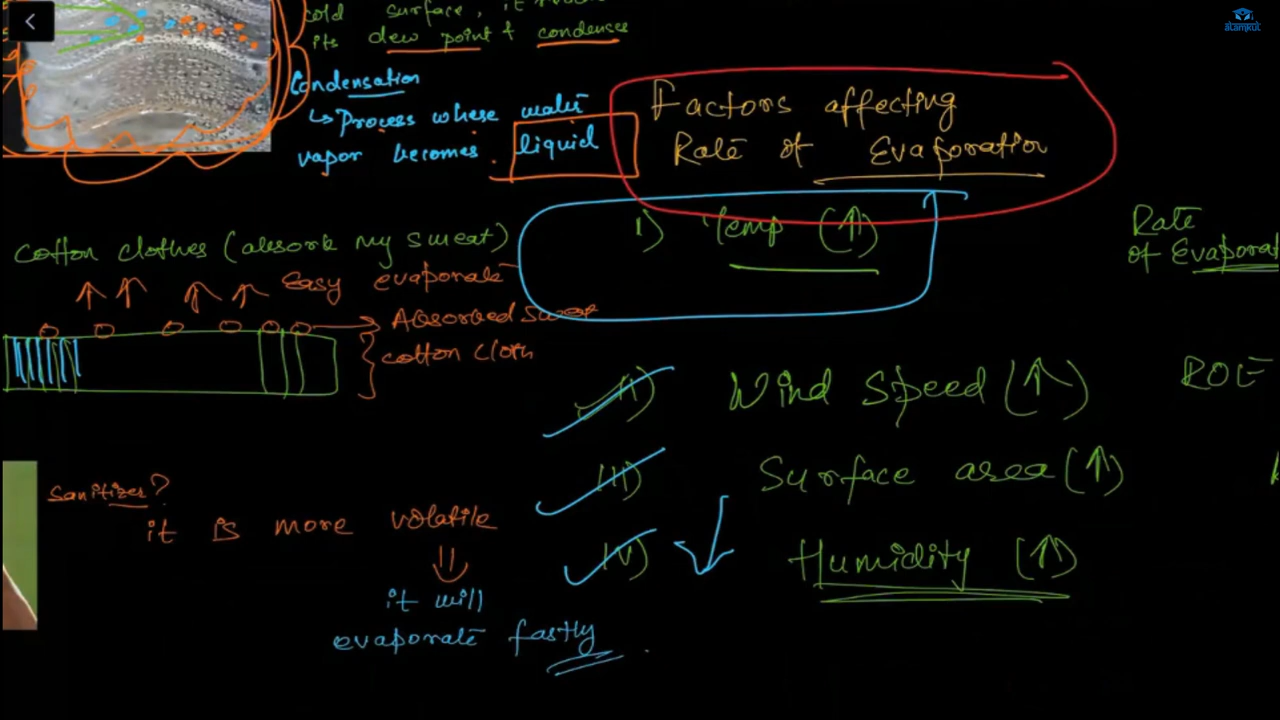 cold surface, it
its dew point + condenses
Condensation
↳ Process where water
vapor becomes liquid
Factors affecting
Rate of Evaporation
I) Temp (↑)
Rate
of Evaporat
Cotton clothes (absorb my sweat)
↑ ↑ ↑ ↑ Easy evaporate
→ Absorbed sweat
cotton cloth
II) Wind Speed (↑)
ROE
III) Surface area (↑)
IV) Humidity (↑)
Sanitizer?
it is more volatile
it will
evaporate fastly
alamkul